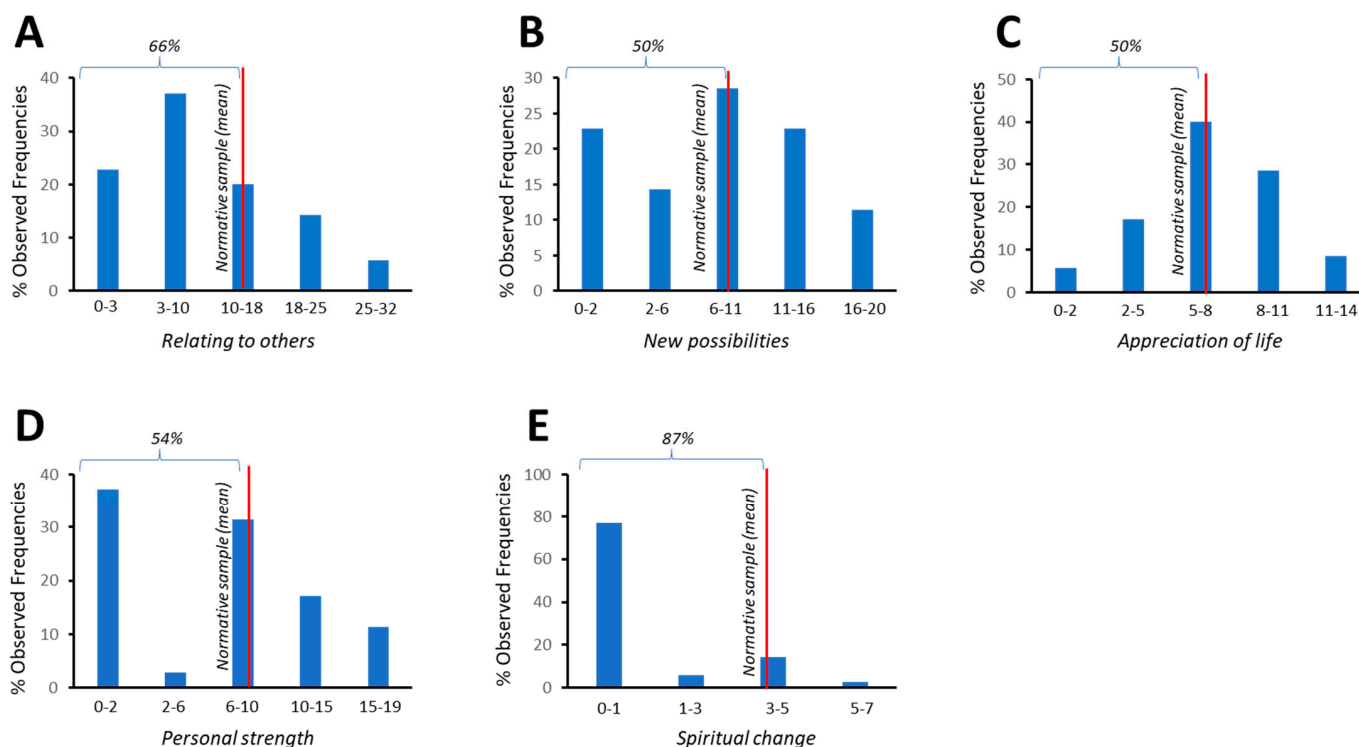 A
66%
% Observed Frequencies
40
30
20
10
0
Normative sample (mean)
0-3 3-10 10-18 18-25 25-32
Relating to others
B
50%
% Observed Frequencies
30
25
20
15
10
5
0
Normative sample (mean)
0-2 2-6 6-11 11-16 16-20
New possibilities
C
50%
% Observed Frequencies
50
40
30
20
10
0
Normative sample (mean)
0-2 2-5 5-8 8-11 11-14
Appreciation of life
D
54%
% Observed Frequencies
40
30
20
10
0
Normative sample (mean)
0-2 2-6 6-10 10-15 15-19
Personal strength
E
87%
% Observed Frequencies
100
80
60
40
20
0
Normative sample (mean)
0-1 1-3 3-5 5-7
Spiritual change